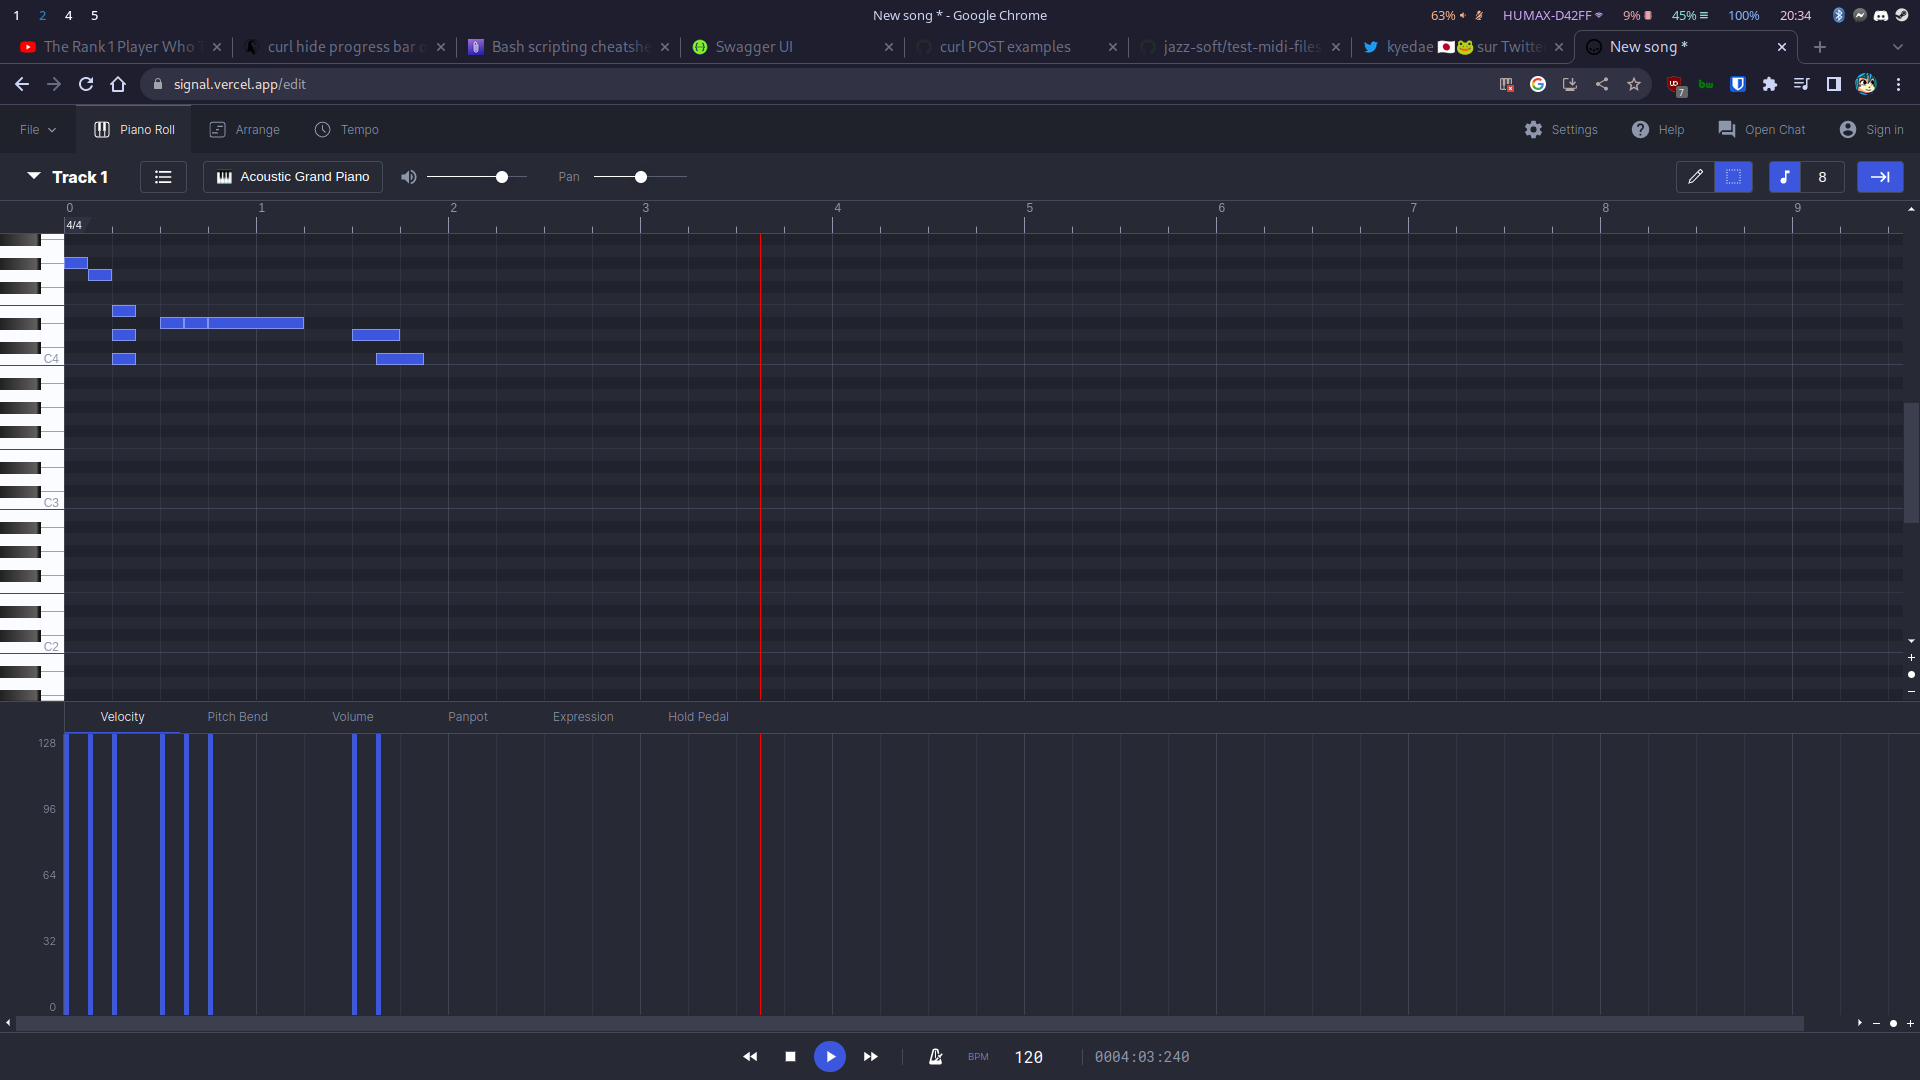 1 2 4 5 New song * - Google Chrome 63% HUMAX-D42FF 9% 45% 100% 20:34
The Rank 1 Player Who T curl hide progress bar o Bash scripting cheatshe Swagger UI curl POST examples jazz-soft/test-midi-files kyedae 🇯🇵🐸 sur Twitte New song *
signal.vercel.app/edit 7
File Piano Roll Arrange Tempo Settings Help Open Chat Sign in
Track 1 Acoustic Grand Piano Pan 8
0 1 2 3 4 5 6 7 8 9
4/4
C4
C3
C2
Velocity Pitch Bend Volume Panpot Expression Hold Pedal
128
96
64
32
0
BPM 120 0004:03:240